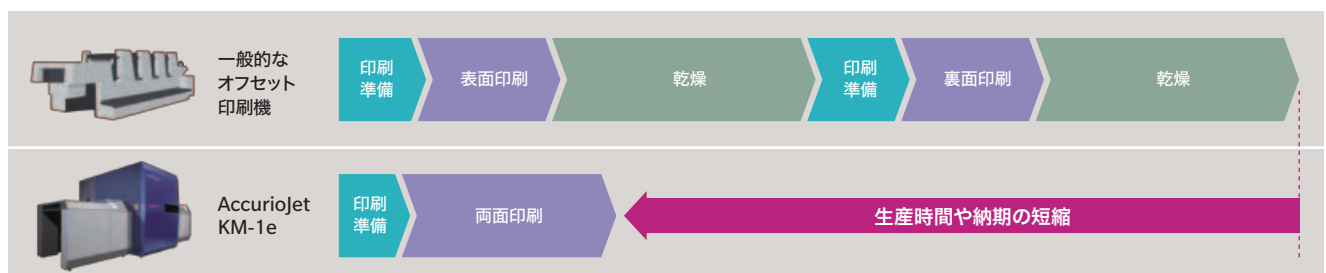 一般的な
オフセット
印刷機
印刷
準備
表面印刷
乾燥
印刷
準備
裏面印刷
乾燥
AccurioJet
KM-1e
印刷
準備
両面印刷
生産時間や納期の短縮